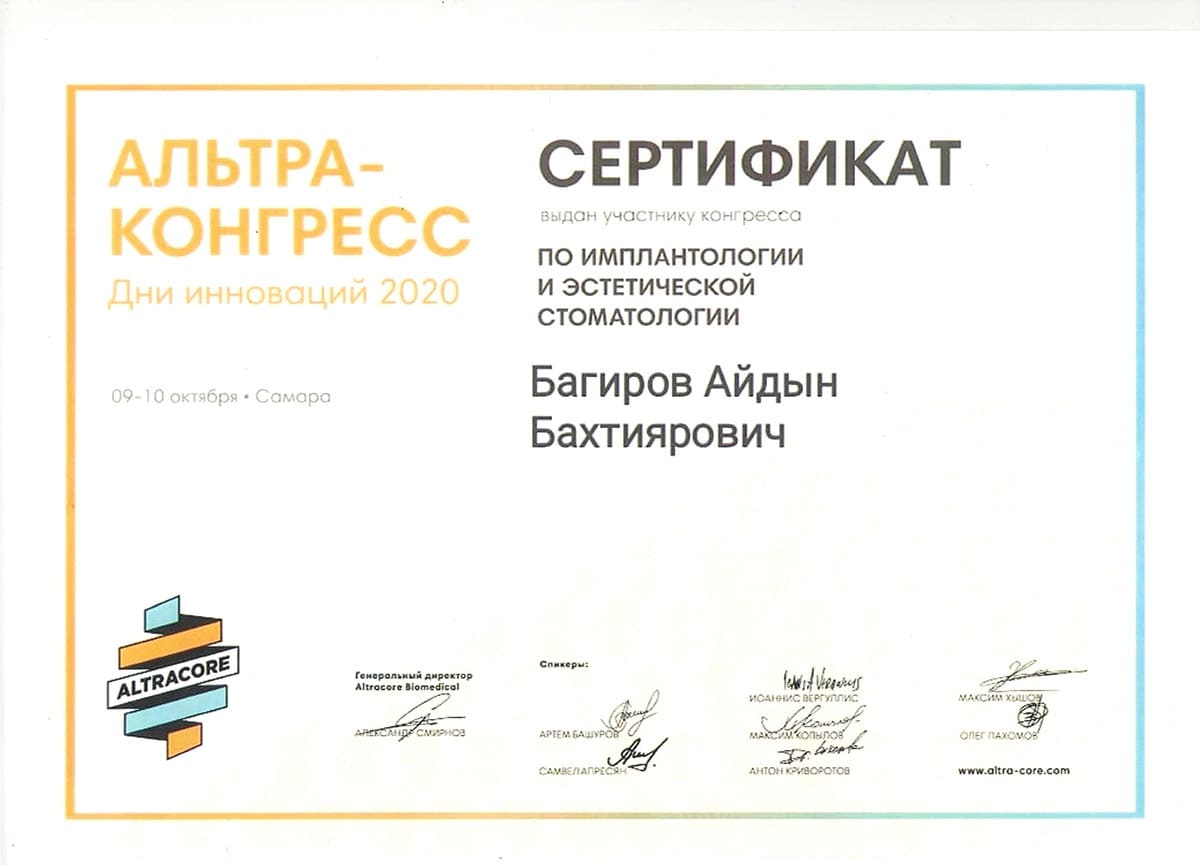 АЛЬТРА-
КОНГРЕСС
Дни инноваций 2020
09-10 октября • Самара
СЕРТИФИКАТ
выдан участнику конгресса
ПО ИМПЛАНТОЛОГИИ
И ЭСТЕТИЧЕСКОЙ
СТОМАТОЛОГИИ
Багиров Айдын
Бахтиярович
ALTRACORE
Генеральный директор
Altracore Biomedical
АЛЕКСАНДР СМИРНОВ
Спикеры:
АРТЕМ БАШУРОВ
САМВЕЛ АПРЕСЯН
ИОАННИС ВЕРГУЛЛИС
МАКСИМ КОПЫЛОВ
АНТОН КРИВОРОТОВ
МАКСИМ ХЫШОВ
ОЛЕГ ПАХОМОВ
www.altra-core.com